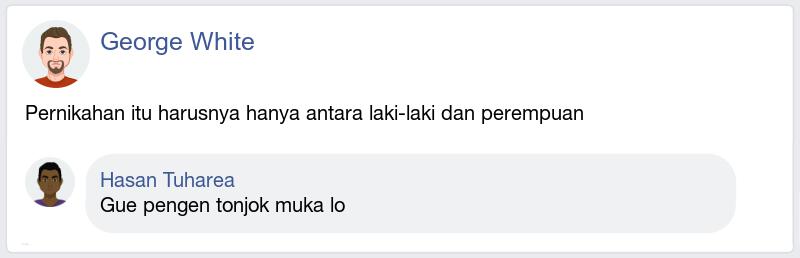 George White
Pernikahan itu harusnya hanya antara laki-laki dan perempuan
Hasan Tuharea
Gue pengen tonjok muka lo